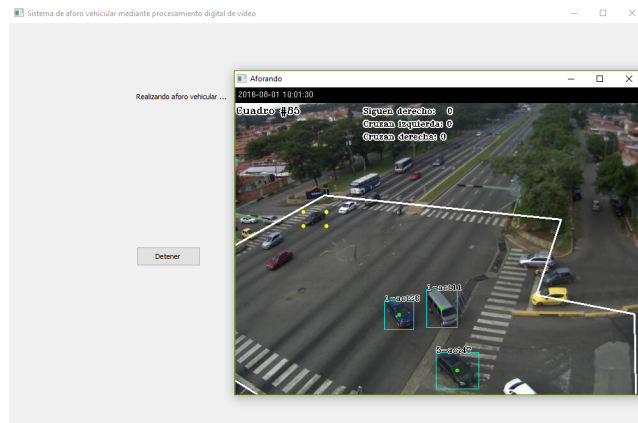 Sistema de aforo vehicular mediante procesamiento digital de video
Aforando
2016-08-01 10:01:30
Realizando aforo vehicular ...
Cuadro #85
Siguen derecho: 0
Cruzan izquierda: 0
Cruzan derecha: 0
Detener